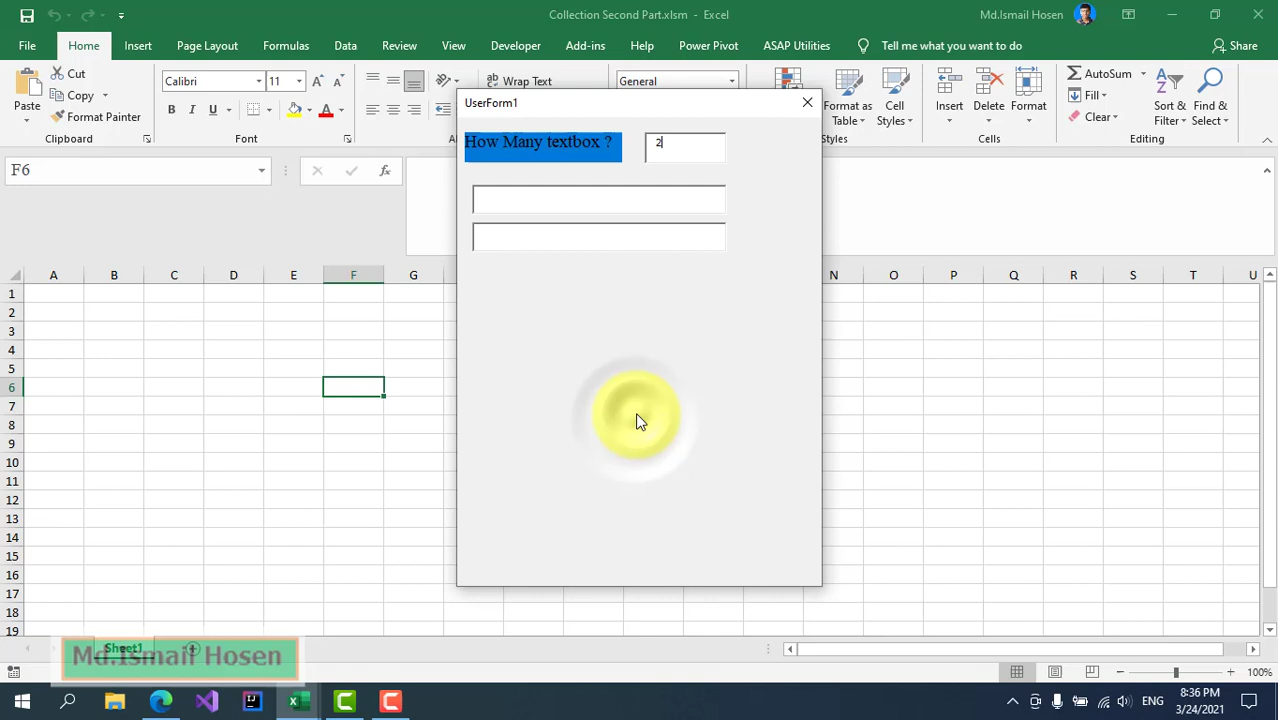 Collection Second Part.xlsm - Excel
Md.Ismail Hosen
File Home Insert Page Layout Formulas Data Review View Developer Add-ins Help Power Pivot ASAP Utilities Tell me what you want to do Share
Cut
Copy
Format Painter
Paste
Calibri 11
B I U
A
ab Wrap Text
General
Format as Table
Cell Styles
Insert Delete Format
AutoSum
Fill
Clear
Sort & Filter
Find & Select
Clipboard
Font
Styles
Cells
Editing
F6
fx
UserForm1
How Many textbox ?
2
A B C D E F G N O P Q R S T U
1
2
3
4
5
6
7
8
9
10
11
12
13
14
15
16
17
18
19
Sheet1
Md.Ismail Hosen
100%
ENG
8:36 PM
3/24/2021